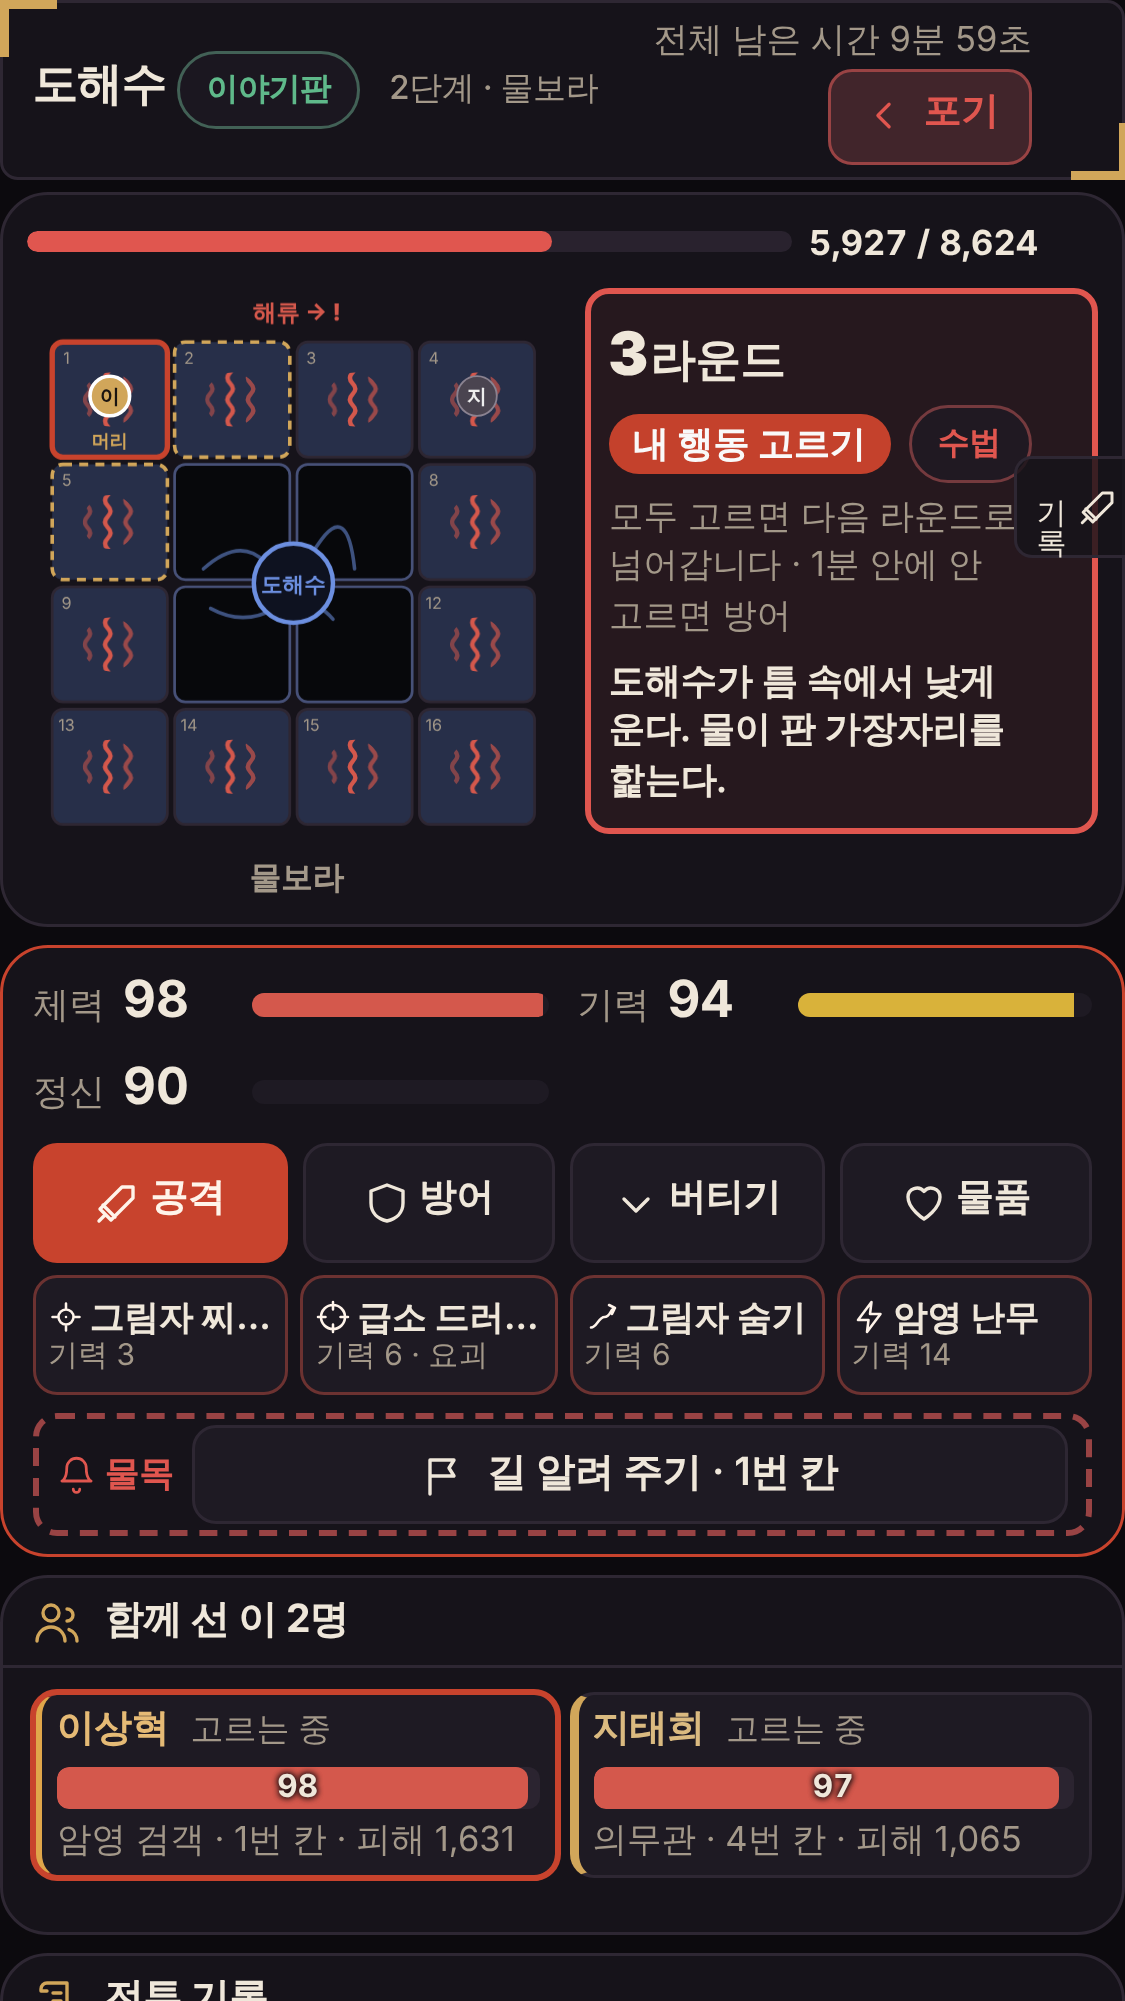 전체 남은 시간 9분 59초
도해수 이야기판 2단계 · 물보라
포기
5,927 / 8,624
해류 → !
1 이 머리
2
3
4 지
5
8
도해수
9
12
13
14
15
16
물보라
3라운드
내 행동 고르기 수법
모두 고르면 다음 라운드로
넘어갑니다 · 1분 안에 안
고르면 방어
도해수가 틈 속에서 낮게
운다. 물이 판 가장자리를
핥는다.
기록
체력 98 기력 94
정신 90
공격 방어 버티기 물품
그림자 찌... 급소 드러... 그림자 숨기 암영 난무
기력 3 기력 6 · 요괴 기력 6 기력 14
물목 길 알려 주기 · 1번 칸
함께 선 이 2명
이상혁 고르는 중
98
암영 검객 · 1번 칸 · 피해 1,631
지태희 고르는 중
97
의무관 · 4번 칸 · 피해 1,065
전투 기록